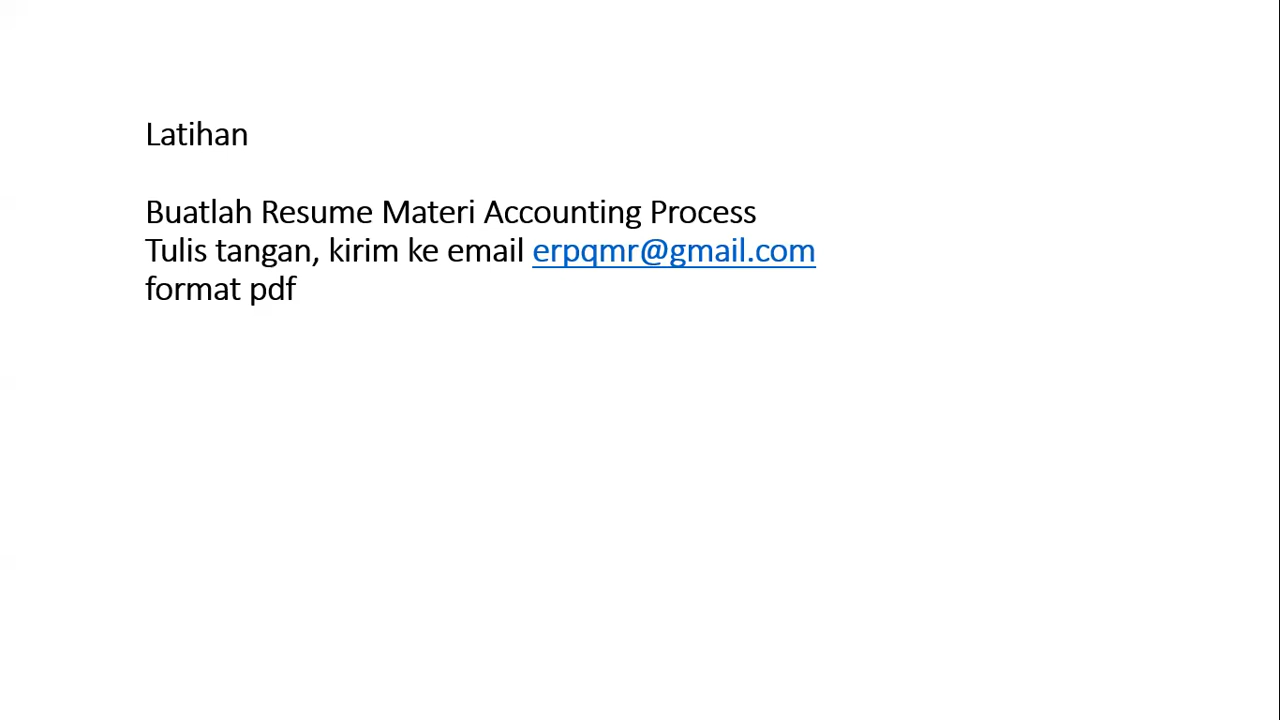 Latihan
Buatlah Resume Materi Accounting Process
Tulis tangan, kirim ke email erpqmr@gmail.com
format pdf